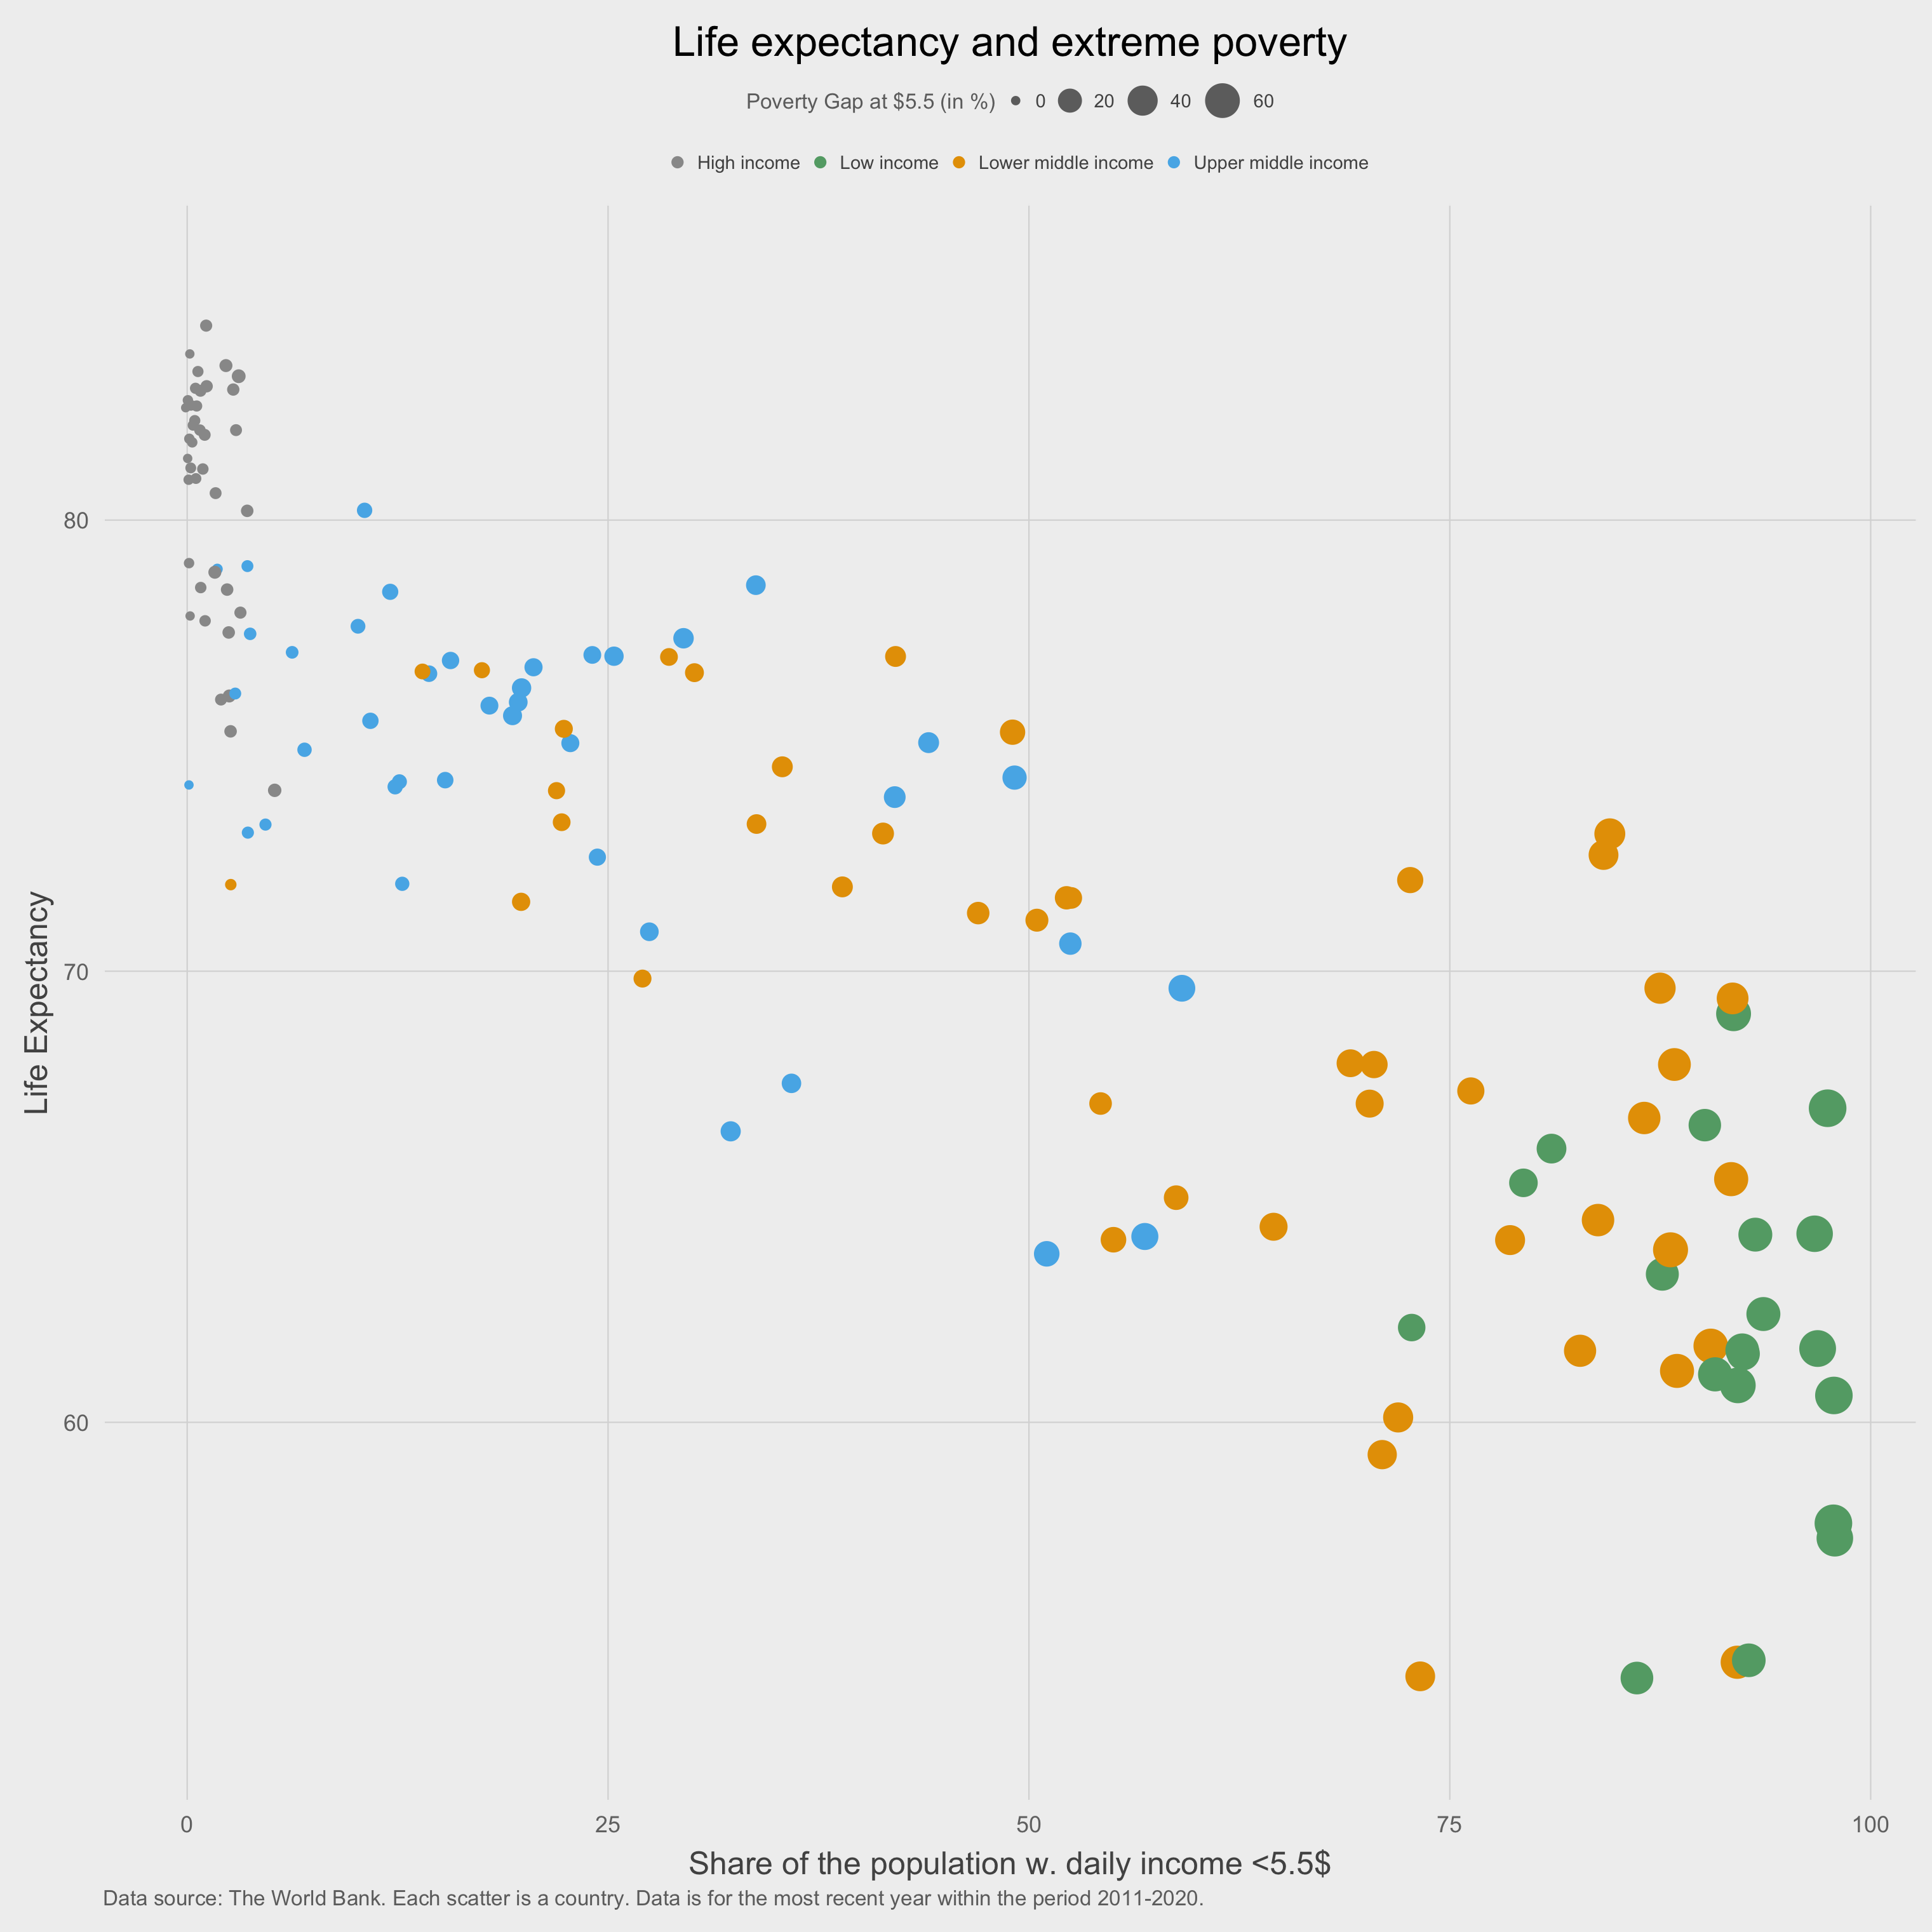 Life expectancy and extreme poverty
Poverty Gap at $5.5 (in %) 0 20 40 60
High income Low income Lower middle income Upper middle income
80
70
60
Life Expectancy
0 25 50 75 100
Share of the population w. daily income <5.5$
Data source: The World Bank. Each scatter is a country. Data is for the most recent year within the period 2011-2020.